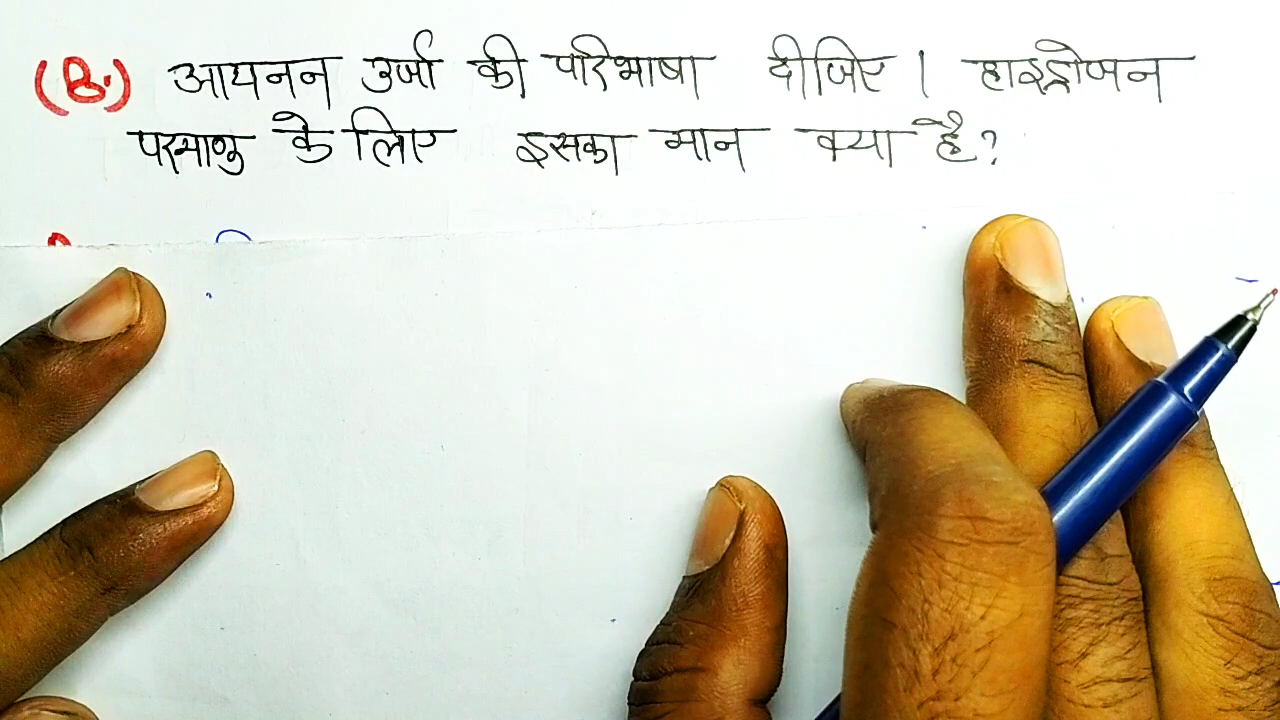 (B.) आयनन उर्जा की परिभाषा दीजिए। हाइड्रोजन
परमाणु के लिए इसका मान क्या है?